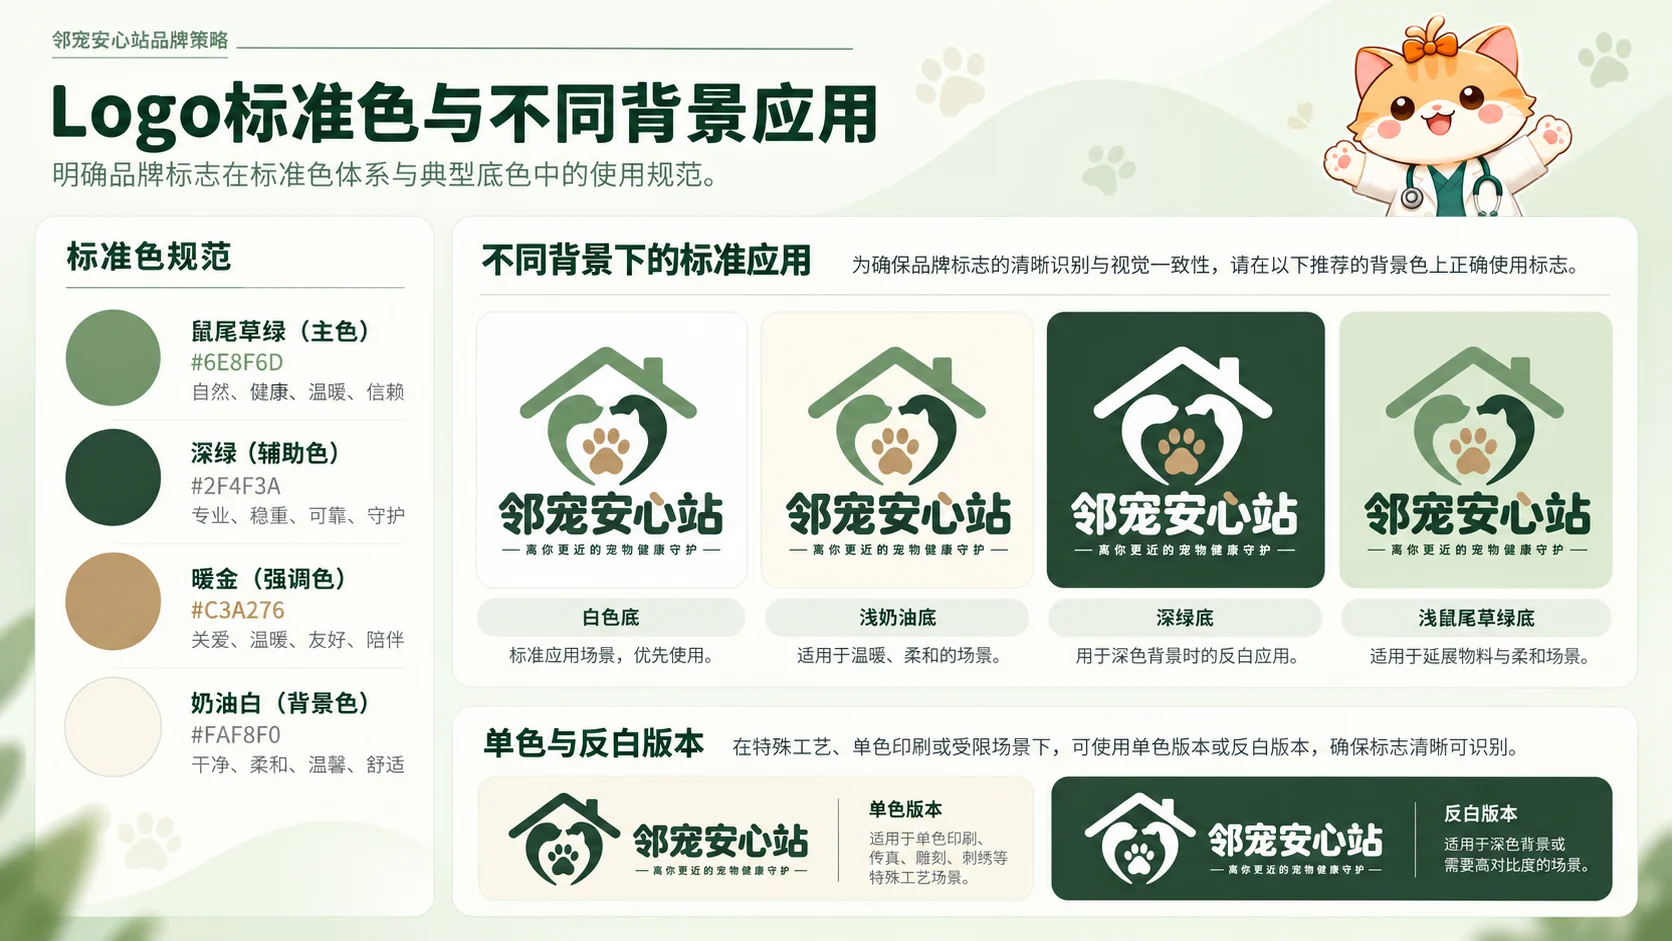 邻宠安心站品牌策略
Logo标准色与不同背景应用
明确品牌标志在标准色体系与典型底色中的使用规范。
标准色规范
鼠尾草绿（主色）
#6E8F6D
自然、健康、温暖、信赖
深绿（辅助色）
#2F4F3A
专业、稳重、可靠、守护
暖金（强调色）
#C3A276
关爱、温暖、友好、陪伴
奶油白（背景色）
#FAF8F0
干净、柔和、温馨、舒适
不同背景下的标准应用
为确保品牌标志的清晰识别与视觉一致性，请在以下推荐的背景色上正确使用标志。
邻宠安心站
离你更近的宠物健康守护
白色底
标准应用场景，优先使用。
邻宠安心站
离你更近的宠物健康守护
浅奶油底
适用于温暖、柔和的场景。
邻宠安心站
离你更近的宠物健康守护
深绿底
用于深色背景时的反白应用。
邻宠安心站
离你更近的宠物健康守护
浅鼠尾草绿底
适用于延展物料与柔和场景。
单色与反白版本
在特殊工艺、单色印刷或受限场景下，可使用单色版本或反白版本，确保标志清晰可识别。
邻宠安心站
离你更近的宠物健康守护
单色版本
适用于单色印刷、
传真、雕刻、刺绣等
特殊工艺场景。
邻宠安心站
离你更近的宠物健康守护
反白版本
适用于深色背景或
需要高对比度的场景。